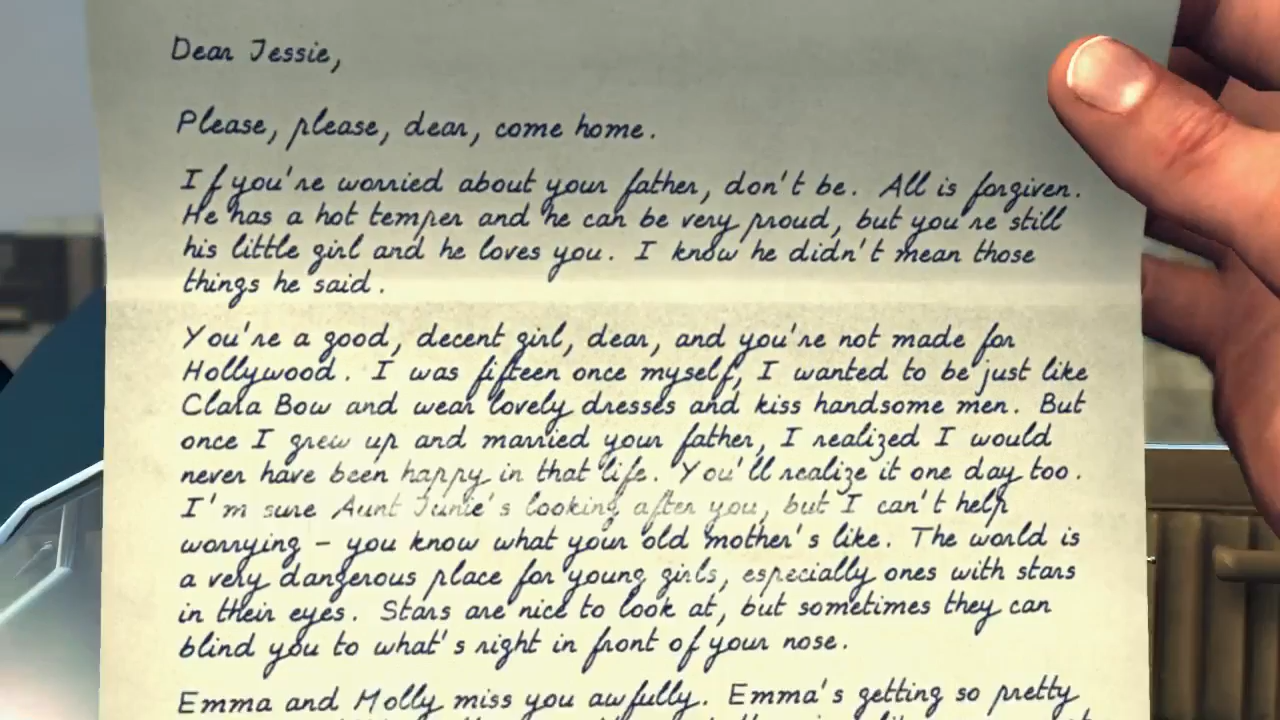 Dear Jessie,
Please, please, dear, come home.
If you're worried about your father, don't be. All is forgiven.
He has a hot temper and he can be very proud, but you're still
his little girl and he loves you. I know he didn't mean those
things he said.
You're a good, decent girl, dear, and you're not made for
Hollywood. I was fifteen once myself, I wanted to be just like
Clara Bow and wear lovely dresses and kiss handsome men. But
once I grew up and married your father, I realized I would
never have been happy in that life. You'll realize it one day too.
I'm sure Aunt Junie's looking after you, but I can't help
worrying – you know what your old mother's like. The world is
a very dangerous place for young girls, especially ones with stars
in their eyes. Stars are nice to look at, but sometimes they can
blind you to what's right in front of your nose.
Emma and Molly miss you awfully. Emma's getting so pretty